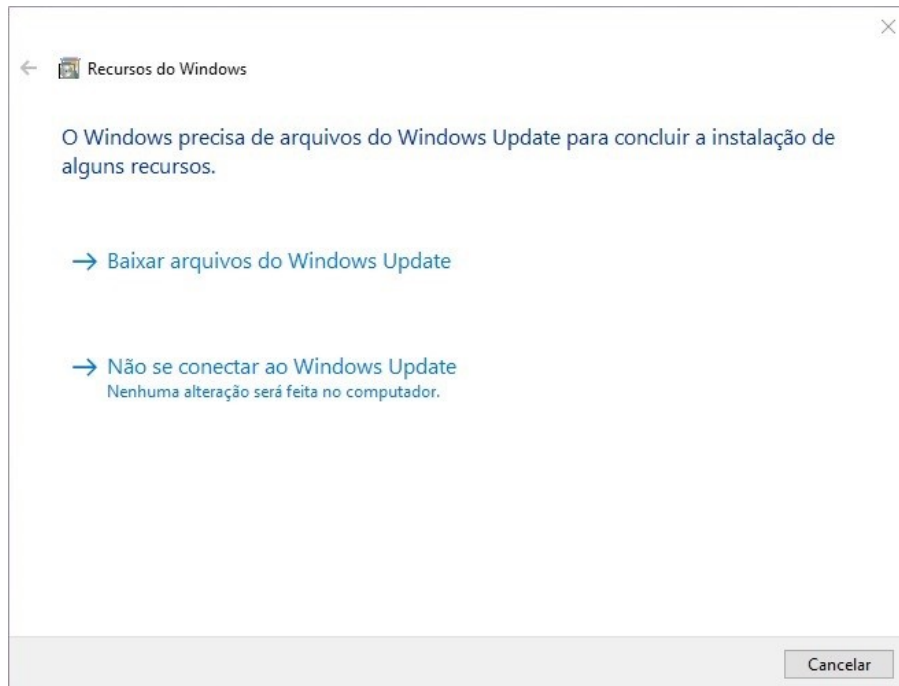 Recursos do Windows
O Windows precisa de arquivos do Windows Update para concluir a instalação de
alguns recursos.
Baixar arquivos do Windows Update
Não se conectar ao Windows Update
Nenhuma alteração será feita no computador.
Cancelar